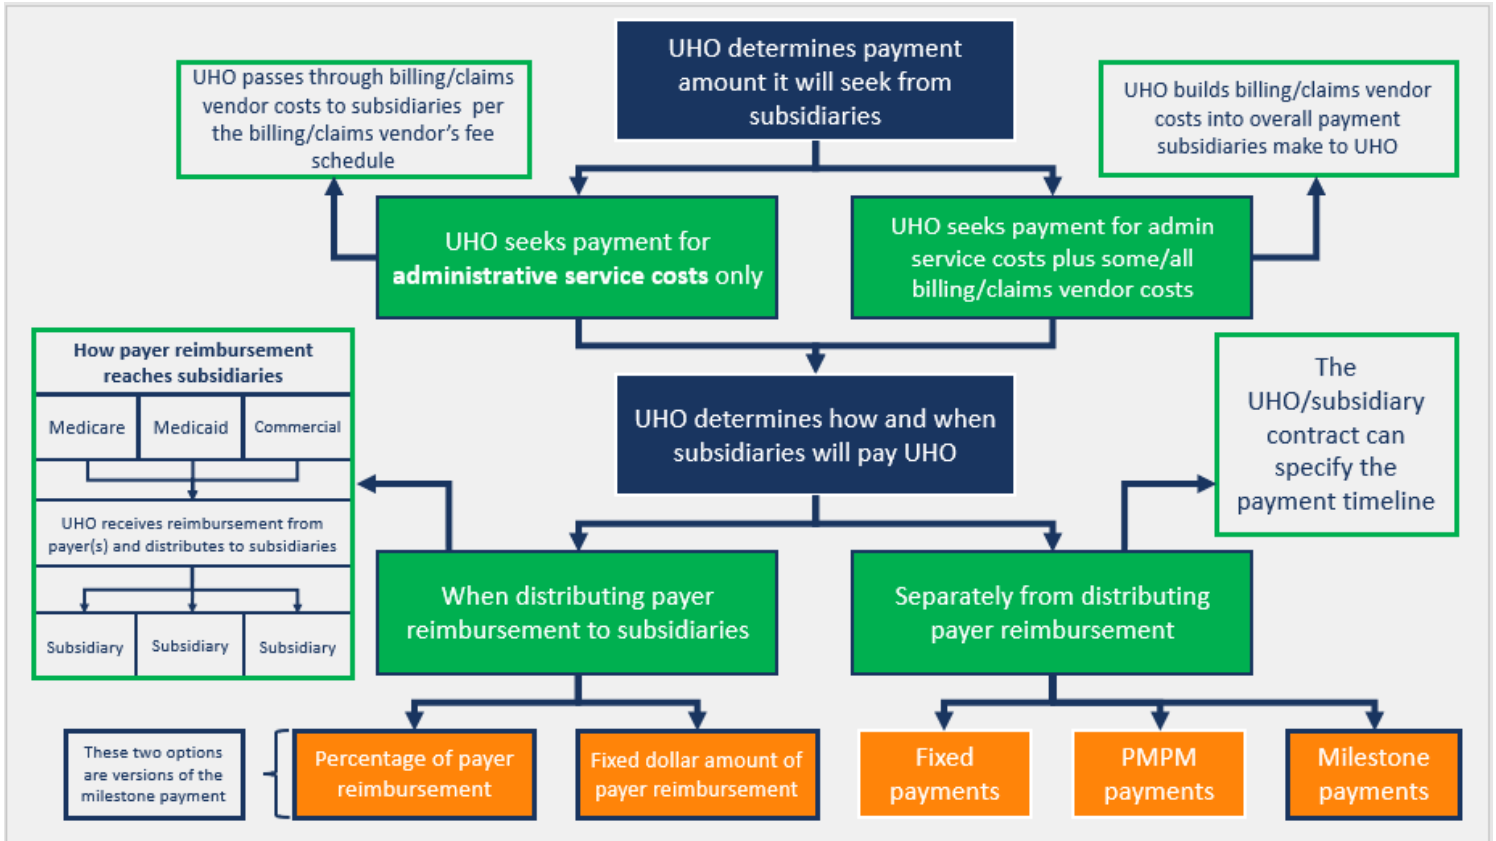 UHO determines payment
amount it will seek from
subsidiaries
UHO passes through billing/claims
vendor costs to subsidiaries per
the billing/claims vendor's fee
schedule
UHO builds billing/claims vendor
costs into overall payment
subsidiaries make to UHO
UHO seeks payment for
administrative service costs only
UHO seeks payment for admin
service costs plus some/all
billing/claims vendor costs
How payer reimbursement
reaches subsidiaries
Medicare
Medicaid
Commercial
UHO receives reimbursement from
payer(s) and distributes to subsidiaries
Subsidiary
Subsidiary
Subsidiary
UHO determines how and when
subsidiaries will pay UHO
The
UHO/subsidiary
contract can
specify the
payment timeline
When distributing payer
reimbursement to subsidiaries
Separately from distributing
payer reimbursement
These two options
are versions of the
milestone payment
Percentage of payer
reimbursement
Fixed dollar amount of
payer reimbursement
Fixed
payments
PMPM
payments
Milestone
payments